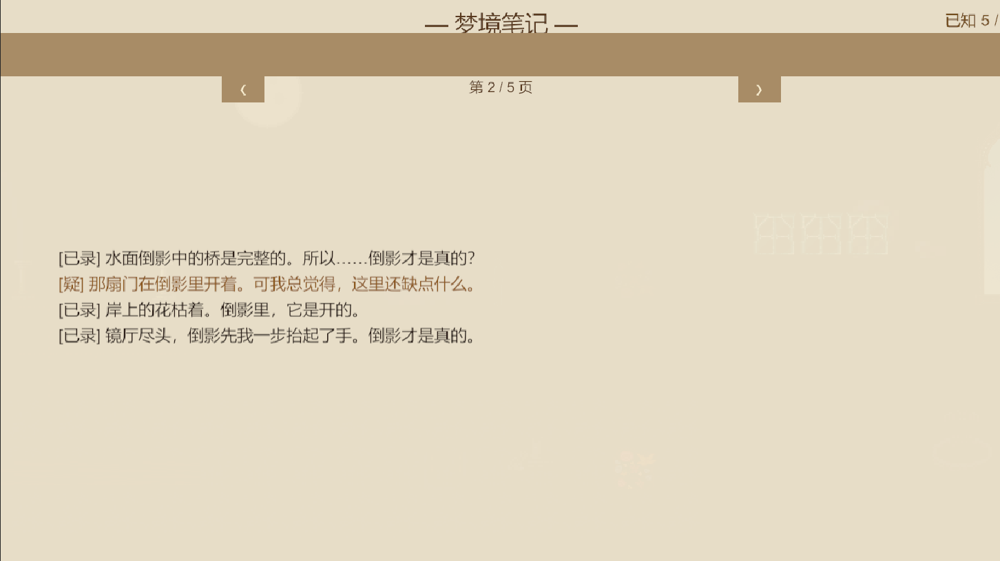 — 梦境笔记 —
已知 5 /
‹
第 2 / 5 页
›
[已录] 水面倒影中的桥是完整的。所以……倒影才是真的?
[疑] 那扇门在倒影里开着。可我总觉得，这里还缺点什么。
[已录] 岸上的花枯着。倒影里，它是开的。
[已录] 镜厅尽头，倒影先我一步抬起了手。倒影才是真的。